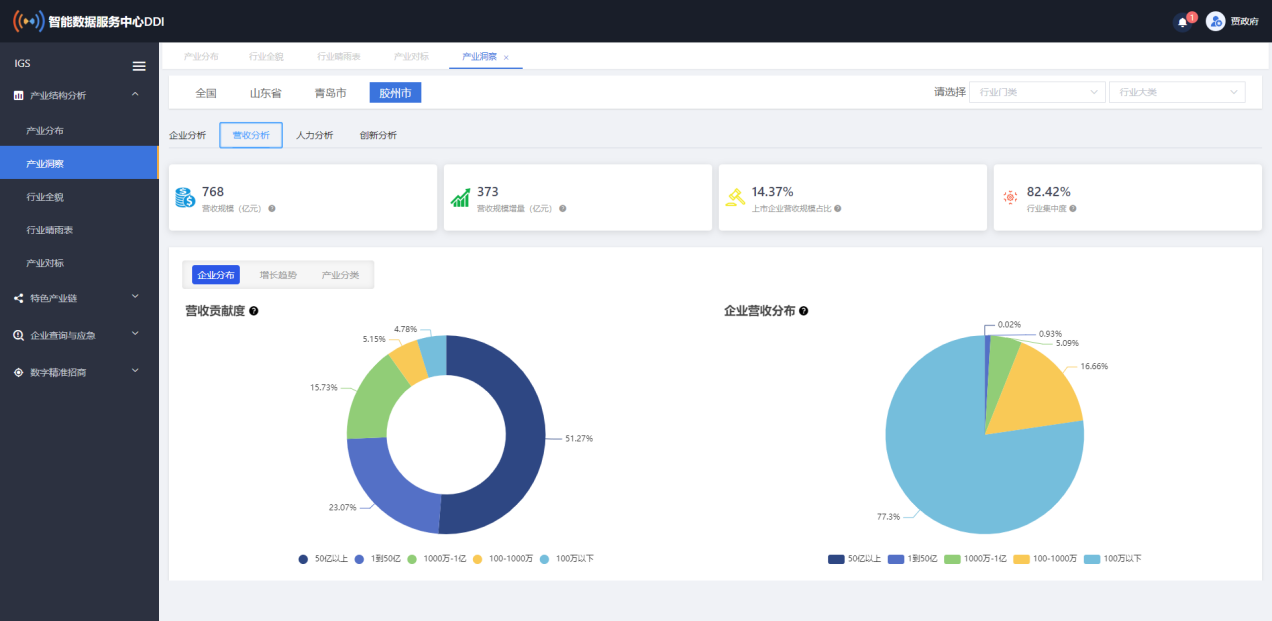 智能数据服务中心DDI
1
贾政府
IGS
产业结构分析
产业分布
产业洞察
行业全貌
行业晴雨表
产业对标
特色产业链
企业查询与应急
数字精准招商
产业分布 行业全貌 行业晴雨表 产业对标 产业洞察 ×
全国 山东省 青岛市 胶州市
请选择 行业门类 行业大类
企业分析 营收分析 人力分析 创新分析
768
营收规模（亿元）
373
营收规模增量（亿元）
14.37%
上市企业营收规模占比
82.42%
行业集中度
企业分布 增长趋势 产业分类
营收贡献度
4.78%
5.15%
15.73%
51.27%
23.07%
50亿以上 1到50亿 1000万-1亿 100-1000万 100万以下
企业营收分布
0.02%
0.93%
5.09%
16.66%
77.3%
50亿以上 1到50亿 1000万-1亿 100-1000万 100万以下